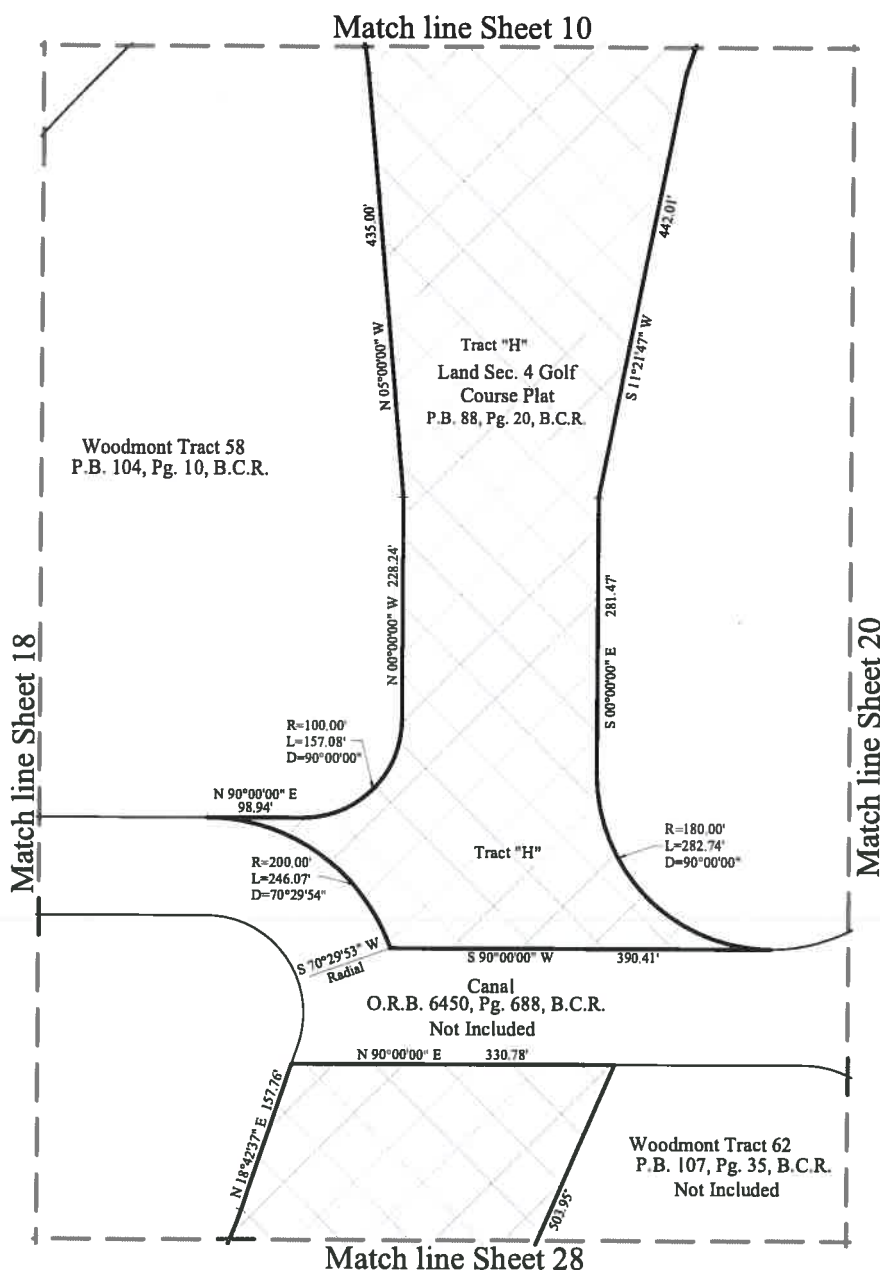 Match line Sheet 10
435.00'
442.01'
N 05°00'00" W
S 11°21'47" W
Tract "H"
Land Sec. 4 Golf
Course Plat
P.B. 88, Pg. 20, B.C.R.
Woodmont Tract 58
P.B. 104, Pg. 10, B.C.R.
N 00°00'00" W 228.24'
S 00°00'00" E 281.47'
Match line Sheet 18
Match line Sheet 20
R=100.00'
L=157.08'
D=90°00'00"
N 90°00'00" E
98.94'
R=200.00'
L=246.07'
D=70°29'54"
Tract "H"
R=180.00'
L=282.74'
D=90°00'00"
S 70°29'53" W
Radial
S 90°00'00" W 390.41'
Canal
O.R.B. 6450, Pg. 688, B.C.R.
Not Included
N 90°00'00" E 330.78'
N 18°42'37" E 157.76'
503.95'
Woodmont Tract 62
P.B. 107, Pg. 35, B.C.R.
Not Included
Match line Sheet 28